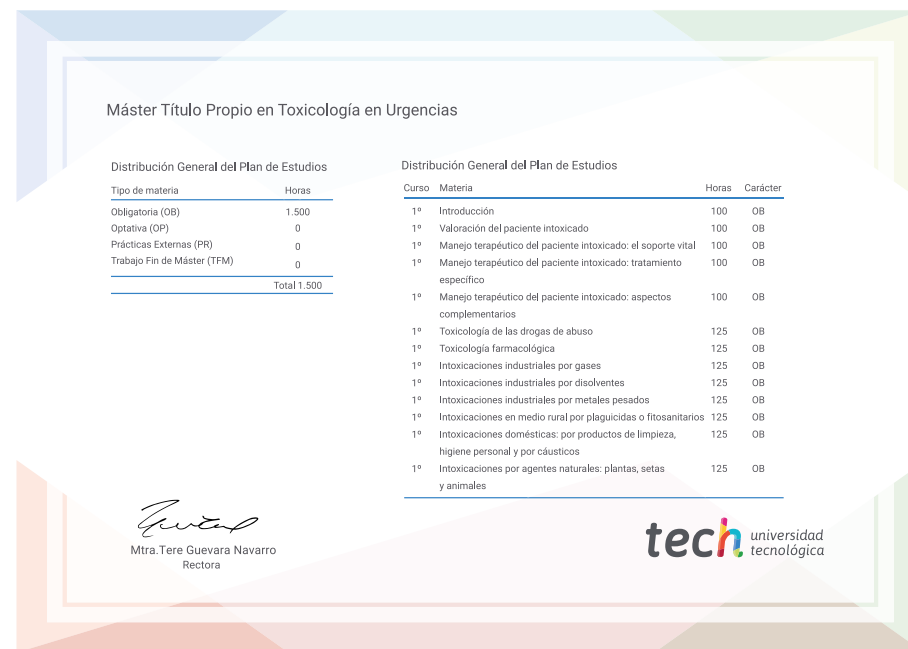 Máster Título Propio en Toxicología en Urgencias
Distribución General del Plan de Estudios
Tipo de materia Horas
Obligatoria (OB) 1.500
Optativa (OP) 0
Prácticas Externas (PR) 0
Trabajo Fin de Máster (TFM) 0
Total 1.500
Distribución General del Plan de Estudios
Curso Materia Horas Carácter
1º Introducción 100 OB
1º Valoración del paciente intoxicado 100 OB
1º Manejo terapéutico del paciente intoxicado: el soporte vital 100 OB
1º Manejo terapéutico del paciente intoxicado: tratamiento 100 OB
específico
1º Manejo terapéutico del paciente intoxicado: aspectos 100 OB
complementarios
1º Toxicología de las drogas de abuso 125 OB
1º Toxicología farmacológica 125 OB
1º Intoxicaciones industriales por gases 125 OB
1º Intoxicaciones industriales por disolventes 125 OB
1º Intoxicaciones industriales por metales pesados 125 OB
1º Intoxicaciones en medio rural por plaguicidas o fitosanitarios 125 OB
1º Intoxicaciones domésticas: por productos de limpieza, 125 OB
higiene personal y por cáusticos
1º Intoxicaciones por agentes naturales: plantas, setas 125 OB
y animales
Mtra.Tere Guevara Navarro
Rectora
tech universidad
tecnológica